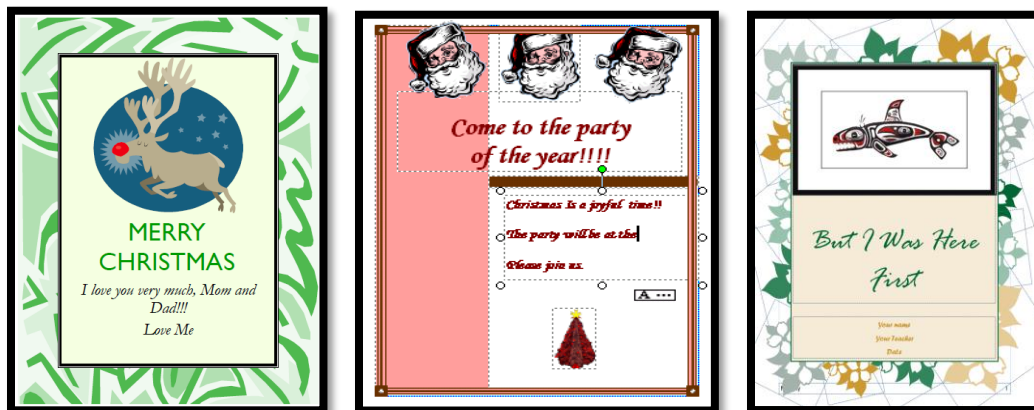 MERRY
CHRISTMAS
I love you very much, Mom and
Dad!!!
Love Me
Come to the party
of the year!!!!
Christmas Is a joyful time!!
The party will be at the
Please join us.
A ...
But I Was Here
First
Your name
Your Teacher
Date